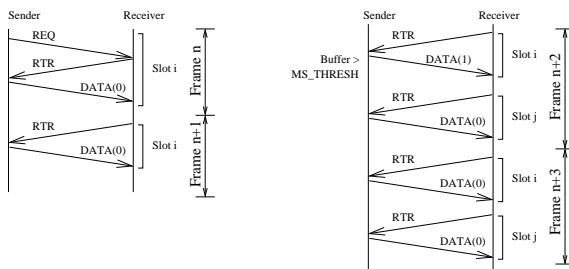 Sender Receiver
REQ
RTR
Slot i
DATA(0)
Frame n
RTR
Slot i
DATA(0)
Frame n+1
Sender Receiver
RTR
Buffer >
MS_THRESH
Slot i
DATA(1)
RTR
Slot j
DATA(0)
Frame n+2
RTR
Slot i
DATA(0)
RTR
Slot j
DATA(0)
Frame n+3